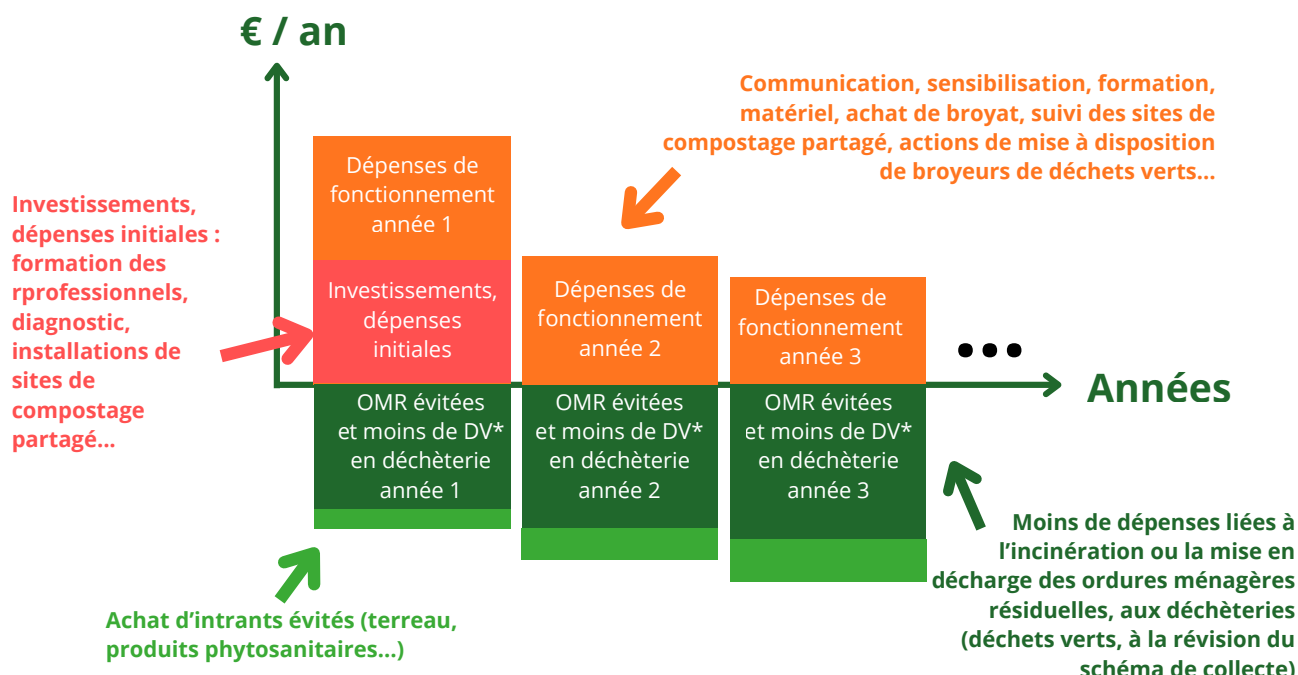 € / an
Communication, sensibilisation, formation,
matériel, achat de broyat, suivi des sites de
compostage partagé, actions de mise à disposition
de broyeurs de déchets verts...
Dépenses de
fonctionnement
année 1
Investissements,
dépenses initiales :
formation des
rprofessionnels,
diagnostic,
installations de
sites de
compostage
partagé...
Investissements,
dépenses
initiales
Dépenses de
fonctionnement
année 2
Dépenses de
fonctionnement
année 3
...
Années
OMR évitées
et moins de DV*
en déchèterie
année 1
OMR évitées
et moins de DV*
en déchèterie
année 2
OMR évitées
et moins de DV*
en déchèterie
année 3
Achat d'intrants évités (terreau,
produits phytosanitaires...)
Moins de dépenses liées à
l'incinération ou la mise en
décharge des ordures ménagères
résiduelles, aux déchèteries
(déchets verts, à la révision du
schéma de collecte)